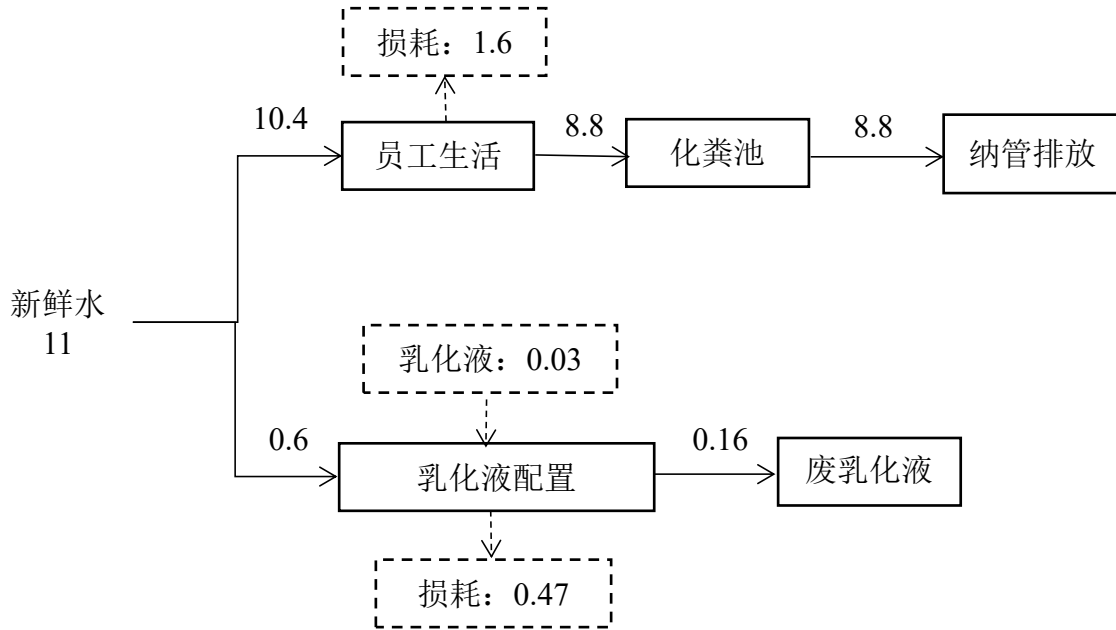 损耗：1.6
10.4
员工生活
8.8
化粪池
8.8
纳管排放
新鲜水
11
乳化液：0.03
0.6
乳化液配置
0.16
废乳化液
损耗：0.47